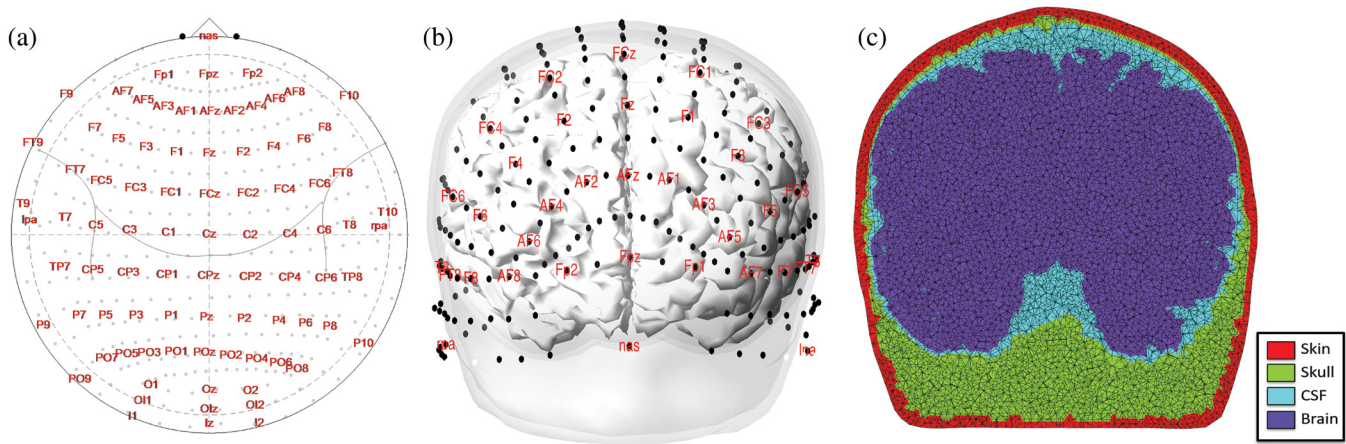 (a)
nas
Fp1 Fpz Fp2
F9 AF7 AF5 AF3 AF1 AFz AF2 AF4 AF6 AF8 F10
F7 F5 F3 F1 Fz F2 F4 F6 F8
FT9 FT7 FC5 FC3 FC1 FCz FC2 FC4 FC6 FT8
T9 T10
lpa T7 C5 C3 C1 Cz C2 C4 C6 T8 rpa
TP7 CP5 CP3 CP1 CPz CP2 CP4 CP6 TP8
P9 P7 P5 P3 P1 Pz P2 P4 P6 P8 P10
PO7 PO5 PO3 PO1 POz PO2 PO4 PO6 PO8
PO9 O1 Oz O2
OI1 OIz OI2
I1 Iz I2
(b)
FCz
FC2 FC1
Fz
F2 F1
FC4 FC3
F4 F3
AF2 AFz AF1
FC6 FC5
F6 AF4 AF3 F5
AF6 AF5
Fpz
F8 AF8 Fp2 Fp1 AF7 F7
nas
(c)
Skin
Skull
CSF
Brain